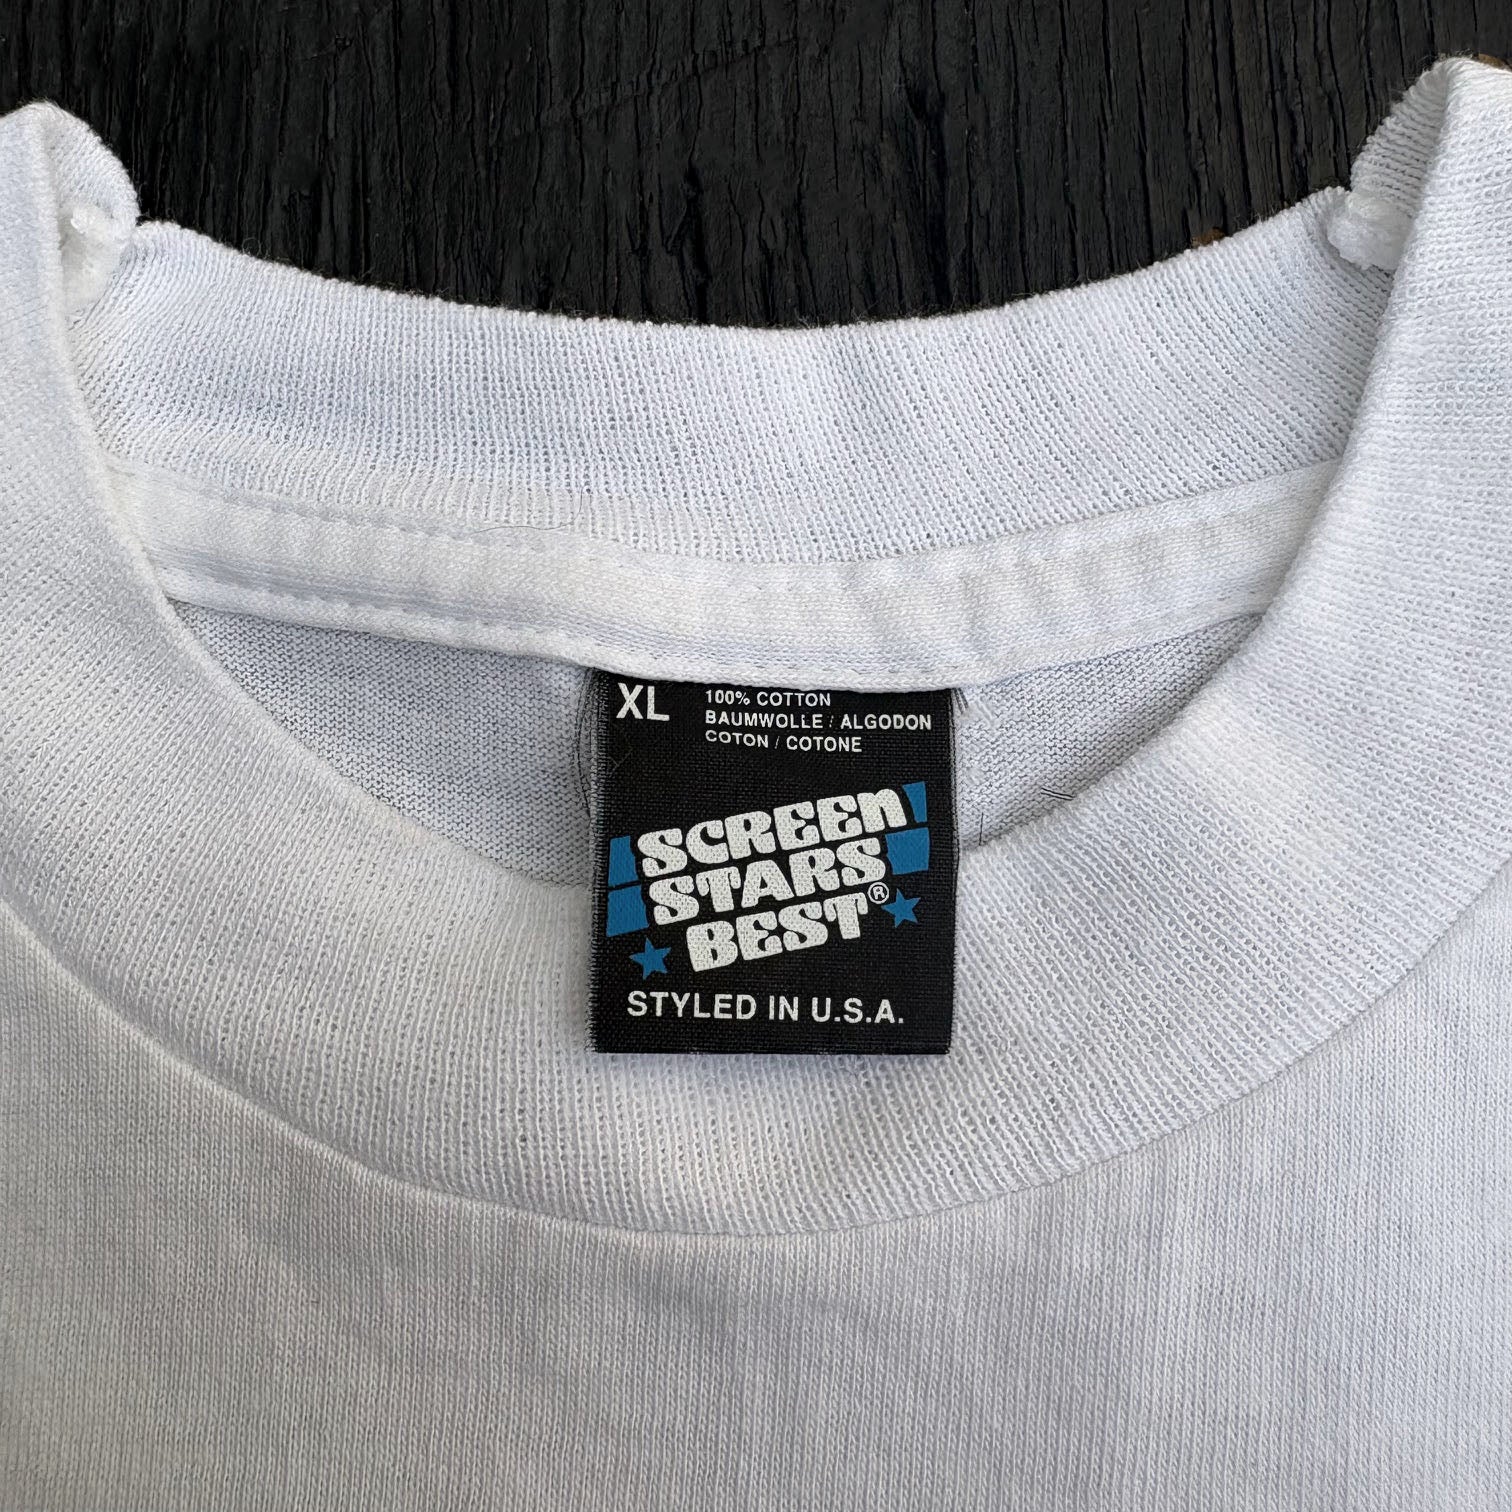 XL
100% COTTON
BAUMWOLLE / ALGODON
COTON / COTONE
SCREEN
STARS
BEST®
STYLED IN U.S.A.